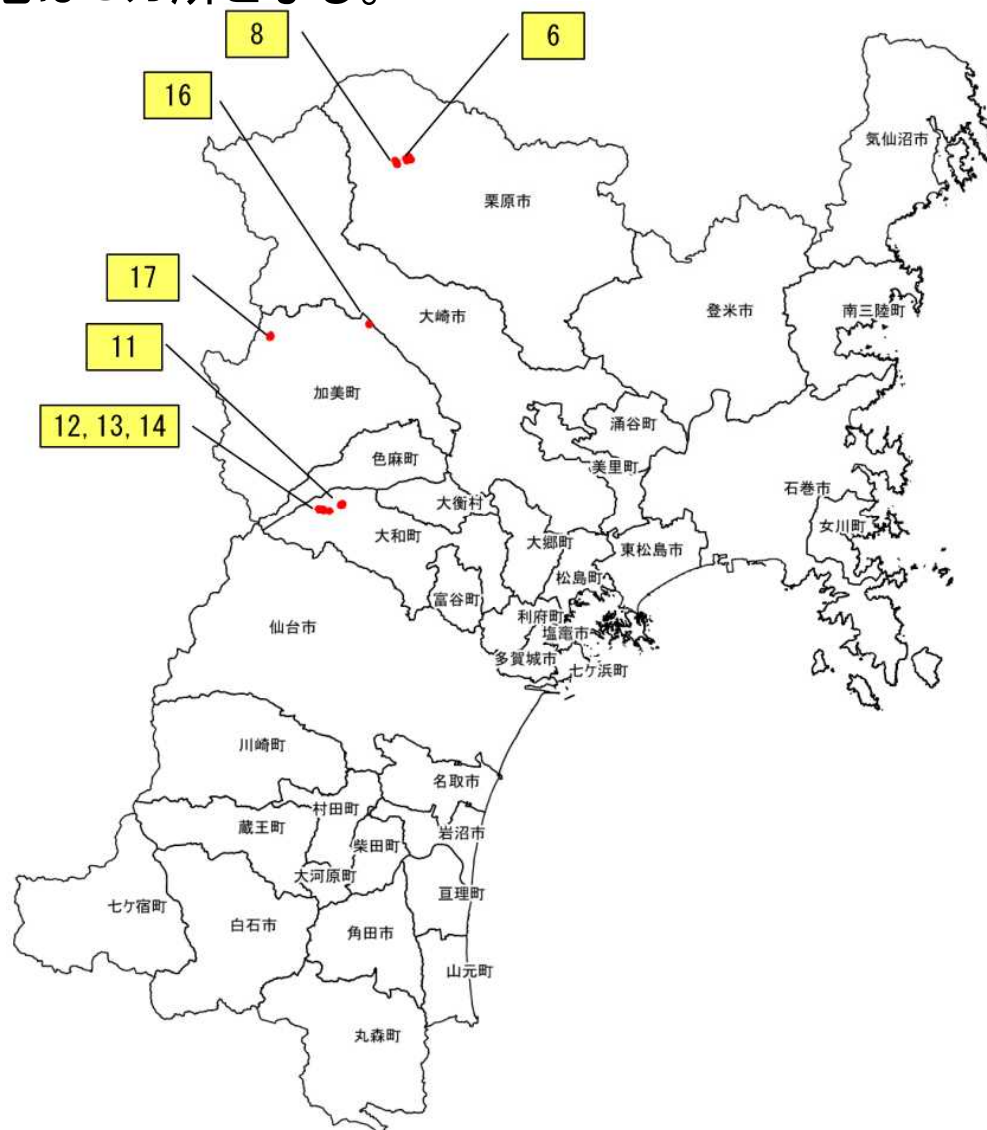 8
6
16
気仙沼市
栗原市
17
大崎市
登米市
南三陸町
11
加美町
12, 13, 14
涌谷町
色麻町
美里町
石巻市
大衡村
女川町
大和町
大郷町
東松島市
松島町
富谷町
利府町
仙台市
塩竈市
多賀城市
七ケ浜町
川崎町
名取市
村田町
蔵王町
岩沼市
柴田町
大河原町
亘理町
七ケ宿町
白石市
角田市
山元町
丸森町